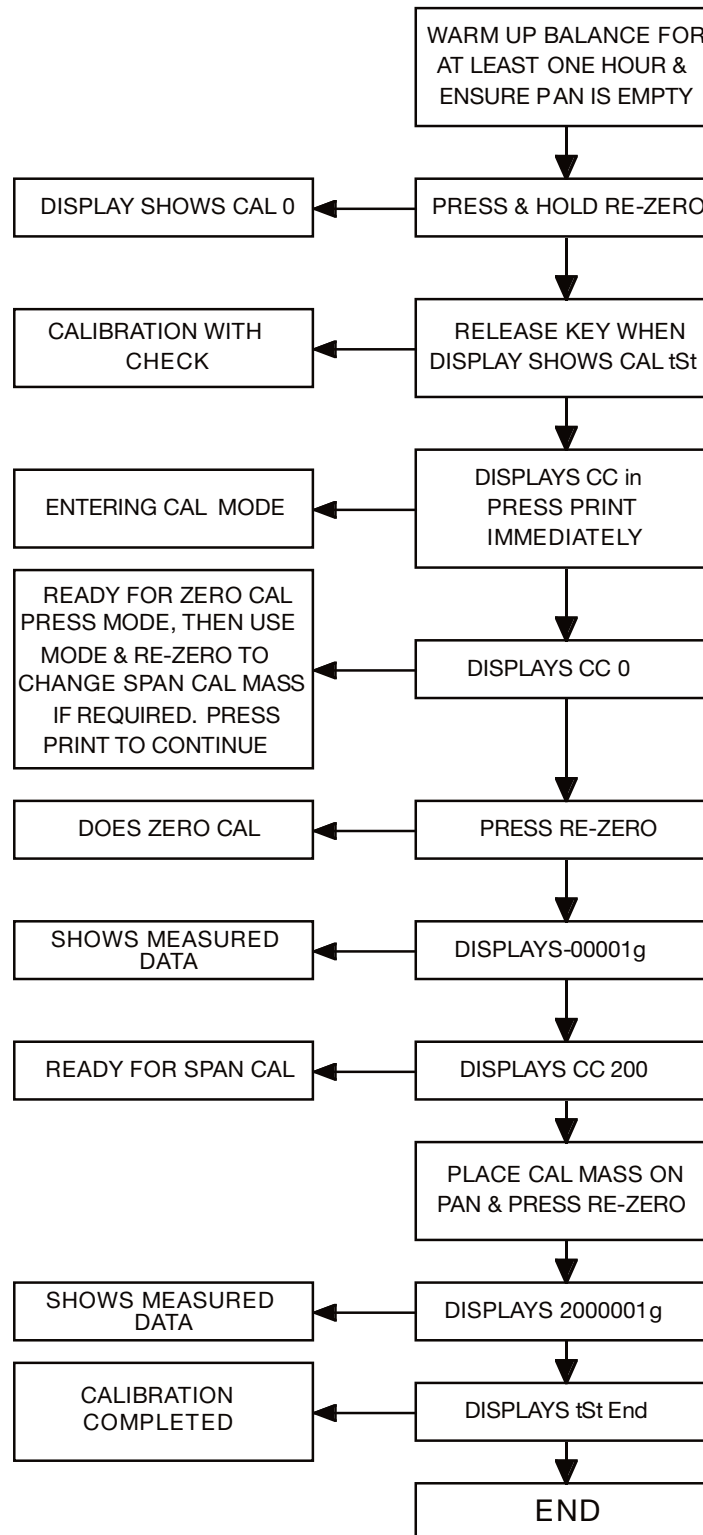 WARM UP BALANCE FOR
AT LEAST ONE HOUR &
ENSURE PAN IS EMPTY
DISPLAY SHOWS CAL 0
PRESS & HOLD RE-ZERO
CALIBRATION WITH
CHECK
RELEASE KEY WHEN
DISPLAY SHOWS CAL tSt
ENTERING CAL MODE
DISPLAYS CC in
PRESS PRINT
IMMEDIATELY
READY FOR ZERO CAL
PRESS MODE, THEN USE
MODE & RE-ZERO TO
CHANGE SPAN CAL MASS
IF REQUIRED. PRESS
PRINT TO CONTINUE
DISPLAYS CC 0
DOES ZERO CAL
PRESS RE-ZERO
SHOWS MEASURED
DATA
DISPLAYS-00001g
READY FOR SPAN CAL
DISPLAYS CC 200
PLACE CAL MASS ON
PAN & PRESS RE-ZERO
SHOWS MEASURED
DATA
DISPLAYS 2000001g
CALIBRATION
COMPLETED
DISPLAYS tSt End
END